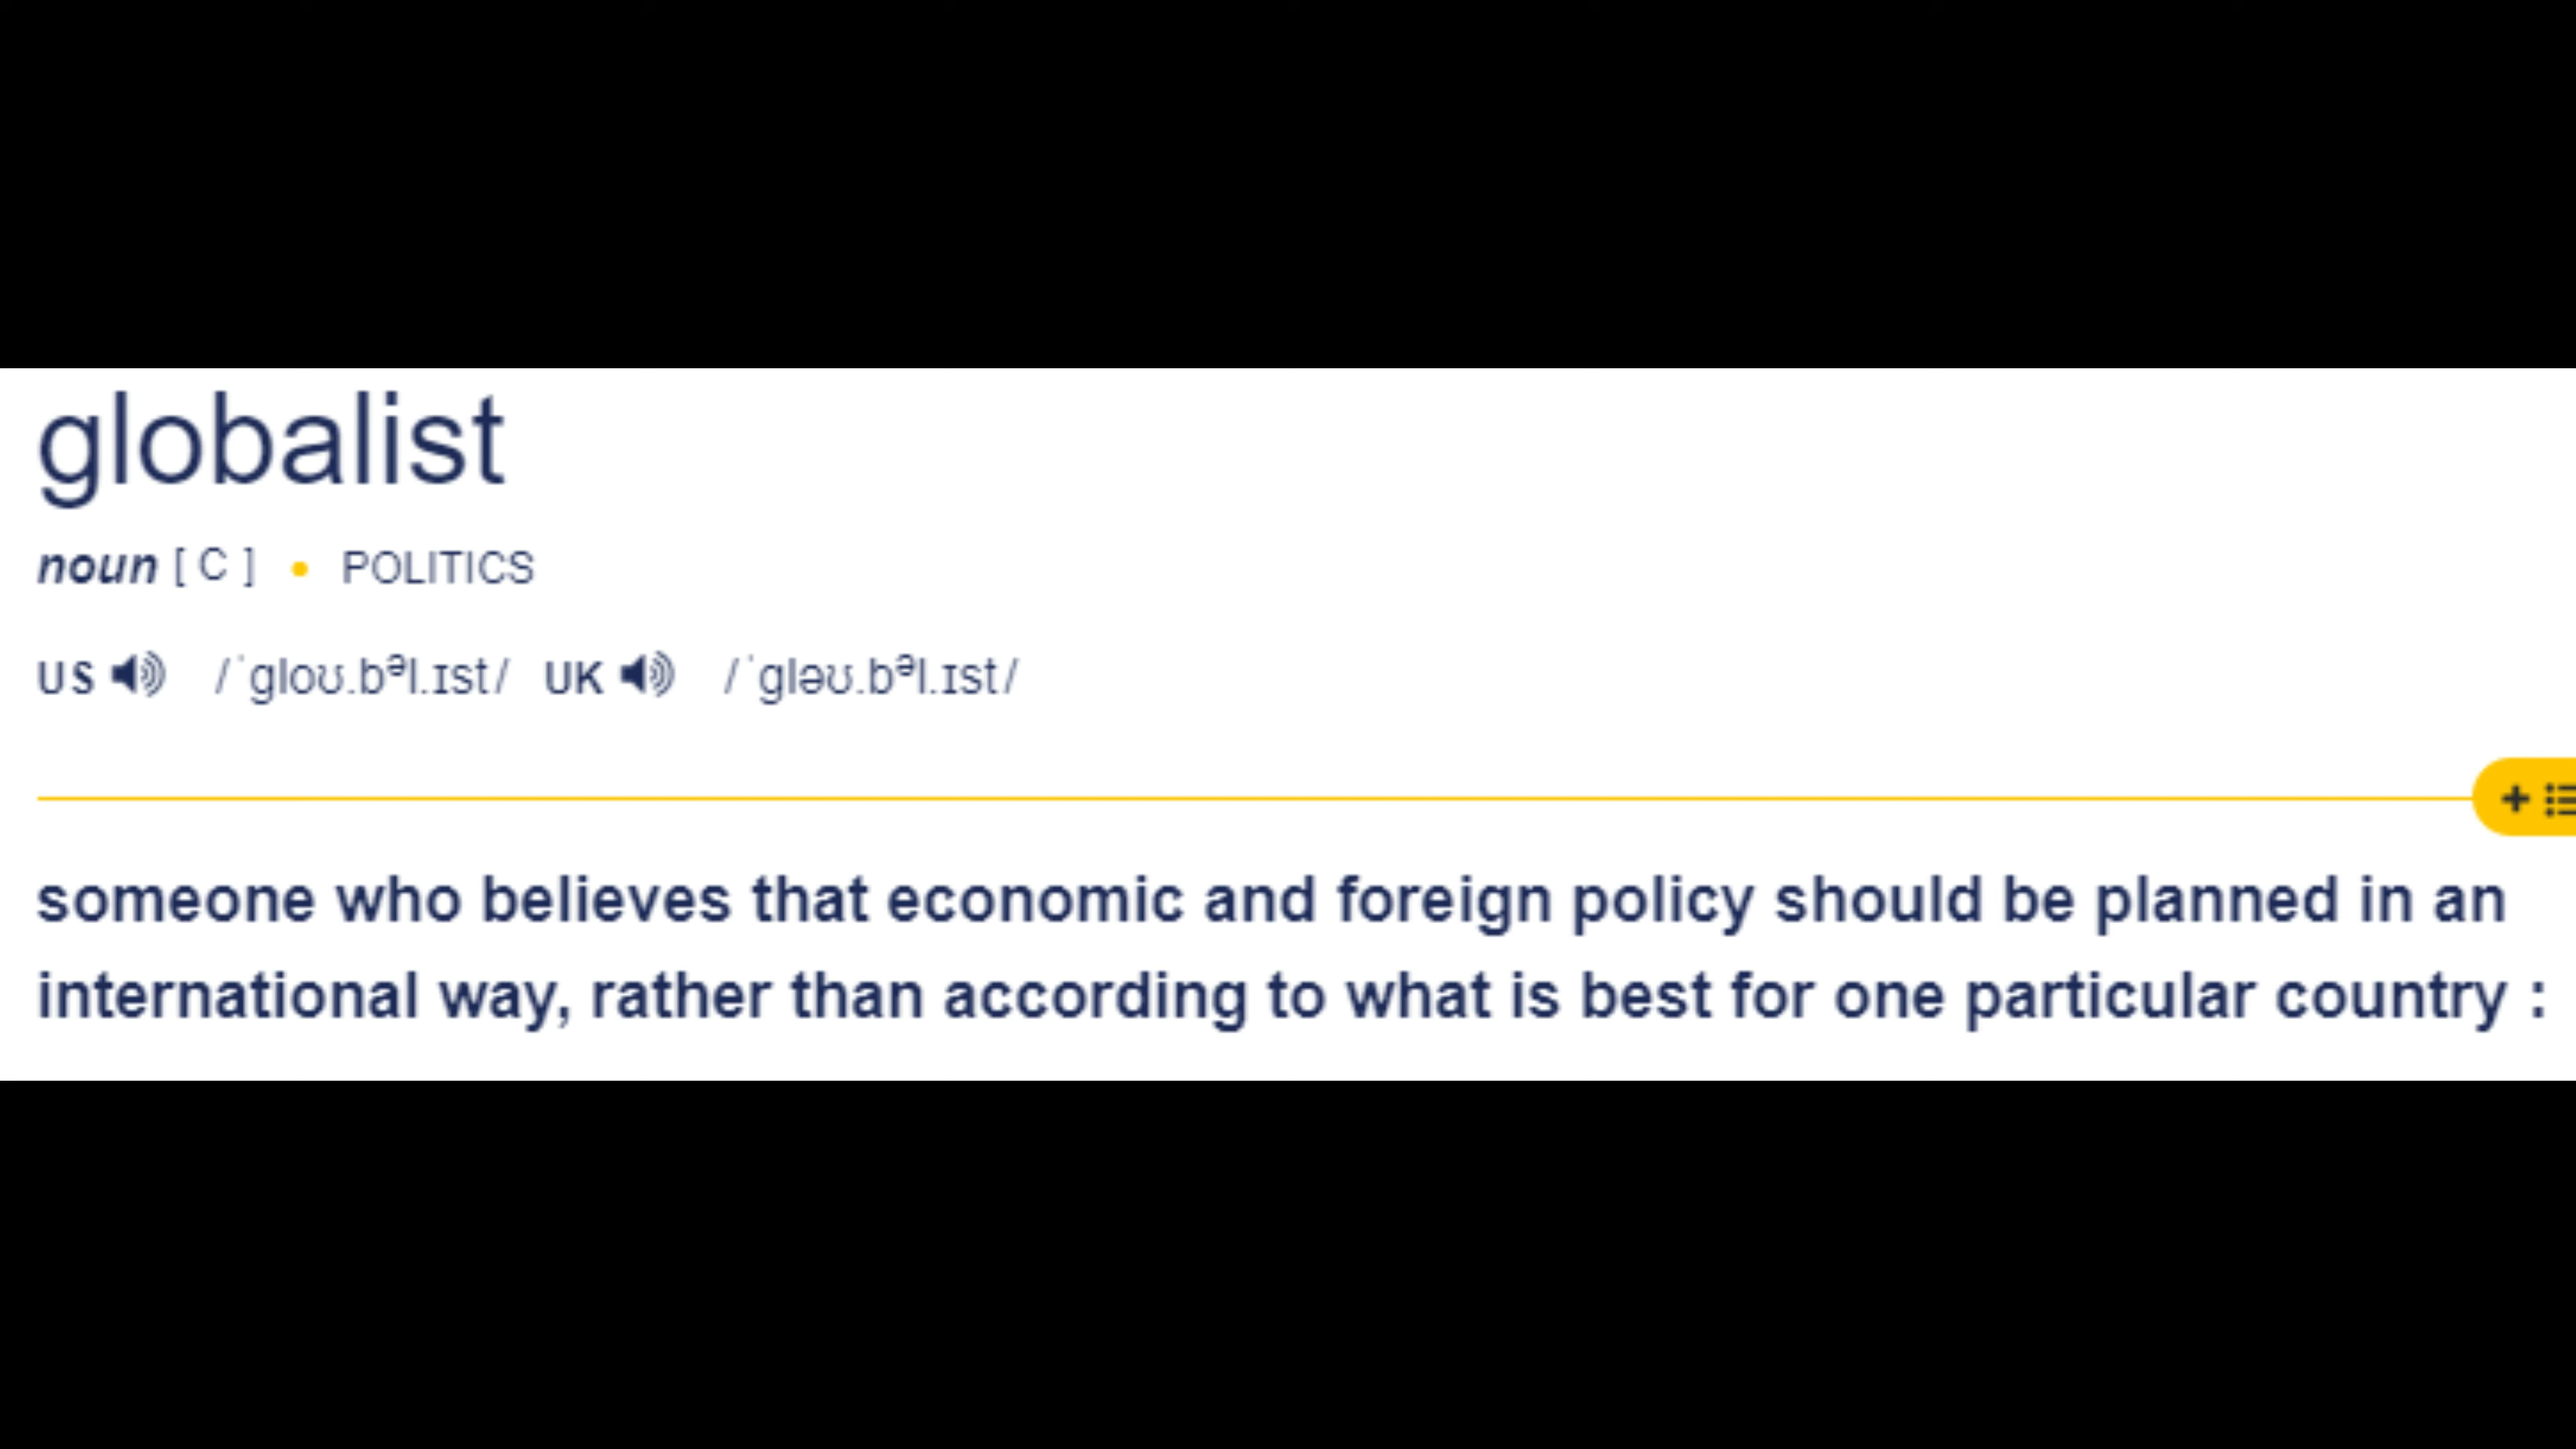 globalist
noun [ C ] • POLITICS
US /ˈɡloʊ.bᵊl.ɪst/ UK /ˈɡləʊ.bᵊl.ɪst/
+
someone who believes that economic and foreign policy should be planned in an
international way, rather than according to what is best for one particular country :